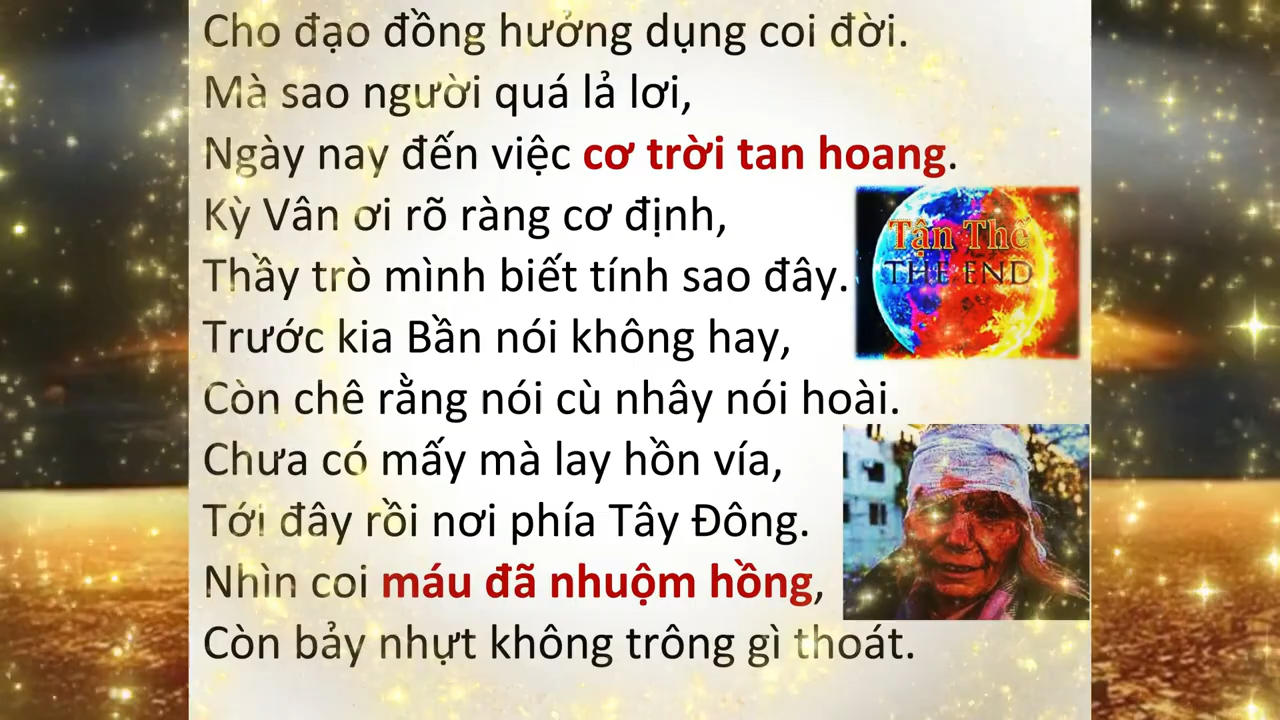 Cho đạo đồng hưởng dụng coi đời.
Mà sao người quá lả lơi,
Ngày nay đến việc cơ trời tan hoang.
Kỳ Vân ơi rõ ràng cơ định,
Thầy trò mình biết tính sao đây.
Trước kia Bần nói không hay,
Còn chê rằng nói cù nhây nói hoài.
Chưa có mấy mà lay hồn vía,
Tới đây rồi nơi phía Tây Đông.
Nhìn coi máu đã nhuộm hồng,
Còn bảy nhựt không trông gì thoát.
Tận Thế
THE END